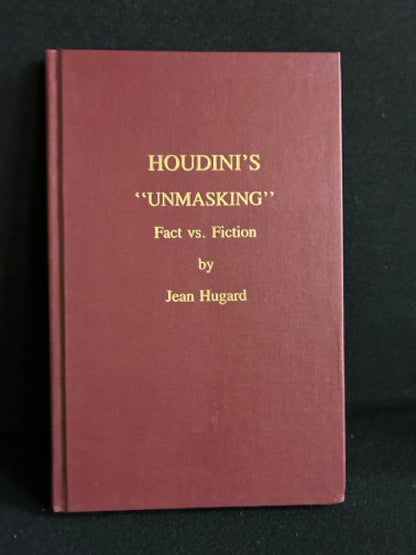 HOUDINI'S
“UNMASKING”
Fact vs. Fiction
by
Jean Hugard